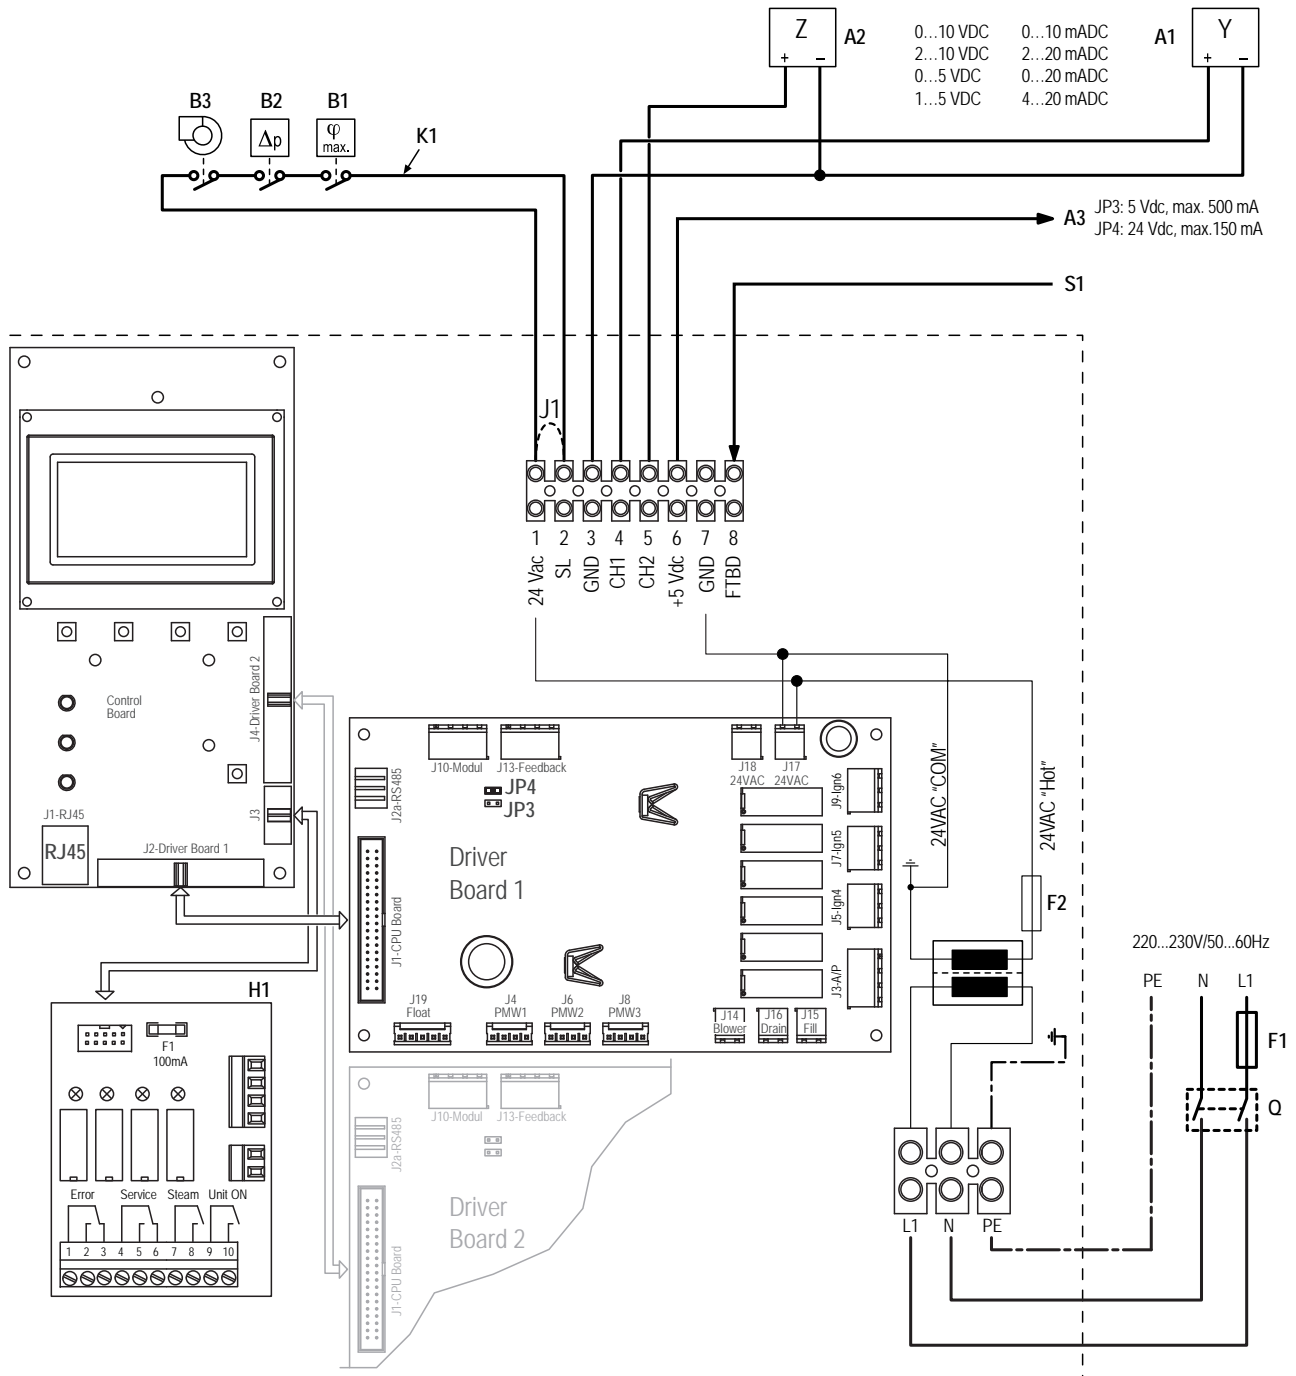 Z
+ –
A2
0...10 VDC 0...10 mADC
2...10 VDC 2...20 mADC
0...5 VDC 0...20 mADC
1...5 VDC 4...20 mADC
A1
Y
+ –
B3 B2 B1
Δp
φ
max.
K1
A3
JP3: 5 Vdc, max. 500 mA
JP4: 24 Vdc, max.150 mA
S1
J1
1 2 3 4 5 6 7 8
24 Vac
SL
GND
CH1
CH2
+5 Vdc
GND
FTBD
Control
Board
J4-Driver Board 2
J3
J1-RJ45
RJ45
J2-Driver Board 1
J10-Modul
J13-Feedback
J2a-RS485
JP4
JP3
J18
24VAC
J17
24VAC
J9-Ign6
J7-Ign5
J5-Ign4
J3-A/P
Driver
Board 1
J1-CPU Board
J19
Float
J4
PMW1
J6
PMW2
J8
PMW3
J14
Blower
J16
Drain
J15
Fill
24VAC "COM"
24VAC "Hot"
F2
220...230V/50...60Hz
PE N L1
F1
Q
L1 N PE
H1
F1
100mA
Error Service Steam Unit ON
1 2 3 4 5 6 7 8 9 10
J10-Modul
J13-Feedback
J2a-RS485
Driver
Board 2
J1-CPU Board